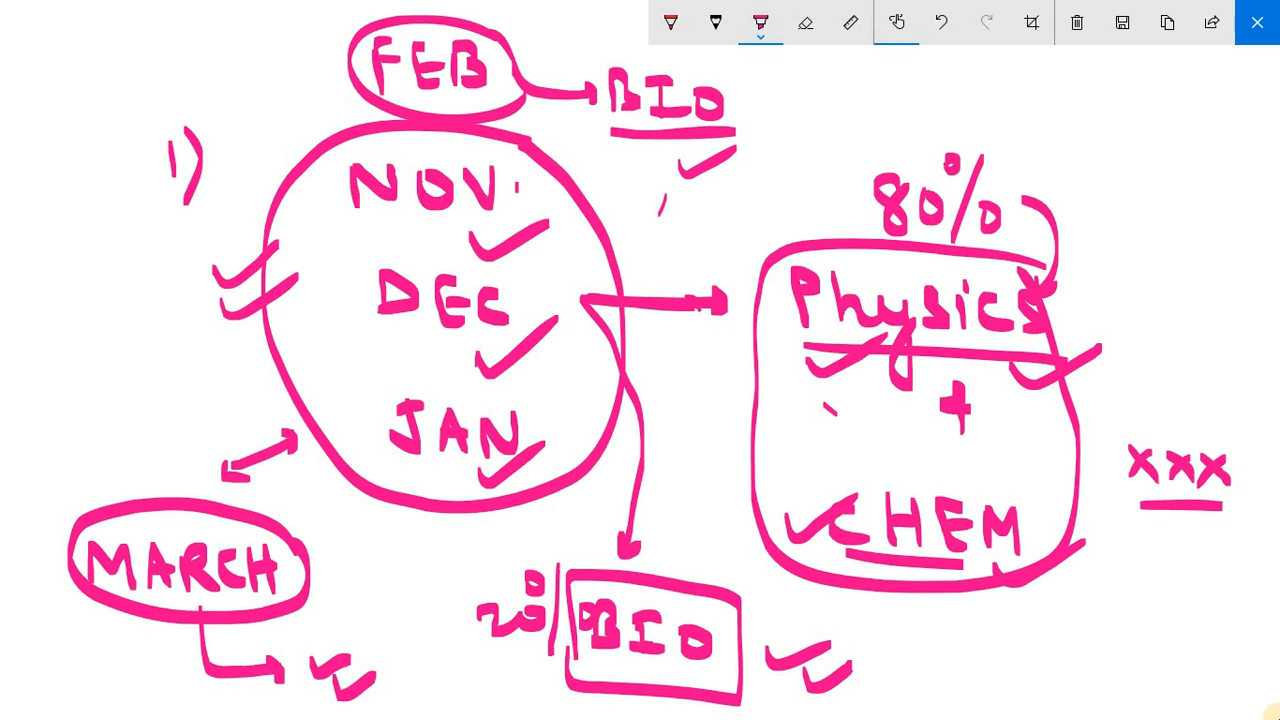 FEB
BIO
1)
NOV.
80%
DEC
Physics
+
JAN
xxx
CHEM
MARCH
BIO